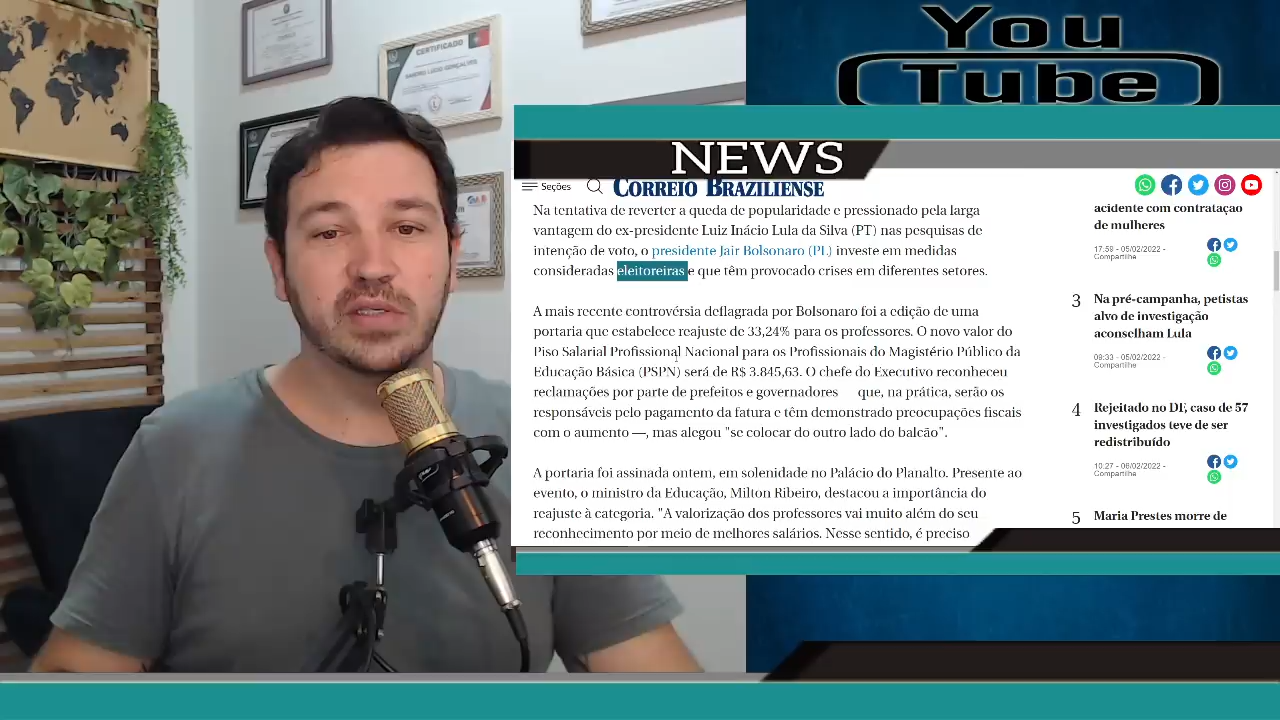 CERTIFICADO
SANDRO LÚCIO GONÇALVES
You
Tube
NEWS
Seções
CORREIO BRAZILIENSE
Na tentativa de reverter a queda de popularidade e pressionado pela larga
vantagem do ex-presidente Luiz Inácio Lula da Silva (PT) nas pesquisas de
intenção de voto, o presidente Jair Bolsonaro (PL) investe em medidas
consideradas eleitoreiras e que têm provocado crises em diferentes setores.
A mais recente controvérsia deflagrada por Bolsonaro foi a edição de uma
portaria que estabelece reajuste de 33,24% para os professores. O novo valor do
Piso Salarial Profissional Nacional para os Profissionais do Magistério Público da
Educação Básica (PSPN) será de R$ 3.845,63. O chefe do Executivo reconheceu
reclamações por parte de prefeitos e governadores que, na prática, serão os
responsáveis pelo pagamento da fatura e têm demonstrado preocupações fiscais
com o aumento —, mas alegou "se colocar do outro lado do balcão".
A portaria foi assinada ontem, em solenidade no Palácio do Planalto. Presente ao
evento, o ministro da Educação, Milton Ribeiro, destacou a importância do
reajuste à categoria. "A valorização dos professores vai muito além do seu
reconhecimento por meio de melhores salários. Nesse sentido, é preciso
acidente com contratação
de mulheres
17:59 - 05/02/2022 -
Compartilhe
3 Na pré-campanha, petistas
alvo de investigação
aconselham Lula
09:33 - 05/02/2022 -
Compartilhe
4 Rejeitado no DF, caso de 57
investigados teve de ser
redistribuído
10:27 - 06/02/2022 -
Compartilhe
5 Maria Prestes morre de